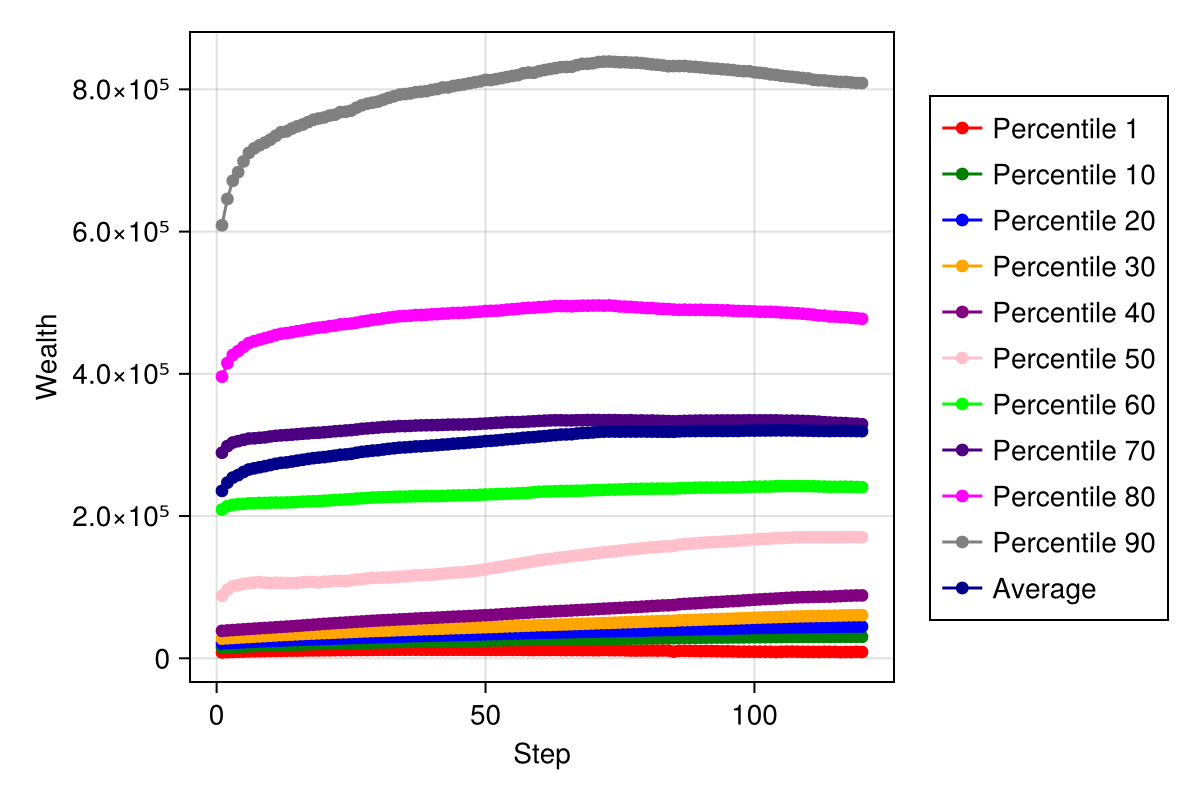 8.0×10⁵
6.0×10⁵
4.0×10⁵
2.0×10⁵
0
Wealth
0 50 100
Step
Percentile 1
Percentile 10
Percentile 20
Percentile 30
Percentile 40
Percentile 50
Percentile 60
Percentile 70
Percentile 80
Percentile 90
Average